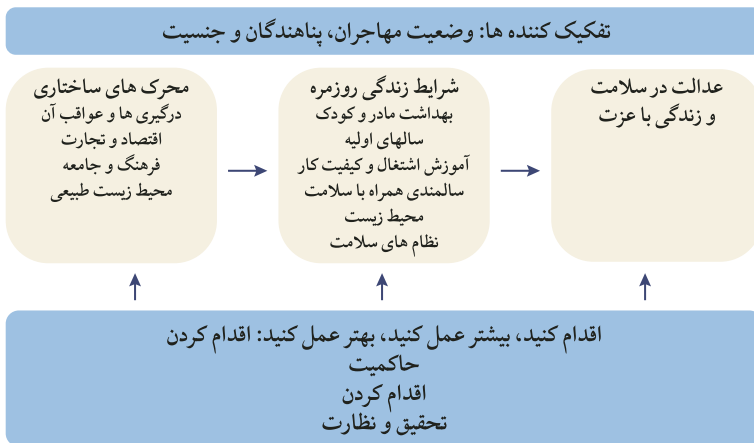 تفکیک کننده ها: وضعیت مهاجران، پناهندگان و جنسیت
محرک های ساختاری
درگیری ها و عواقب آن
اقتصاد و تجارت
فرهنگ و جامعه
محیط زیست طبیعی
شرایط زندگی روزمره
بهداشت مادر و کودک
سالهای اولیه
آموزش اشتغال و کیفیت کار
سالمندی همراه با سلامت
محیط زیست
نظام های سلامت
عدالت در سلامت
و زندگی با عزت
اقدام کنید، بیشتر عمل کنید، بهتر عمل کنید: اقدام کردن
حاکمیت
اقدام کردن
تحقیق و نظارت